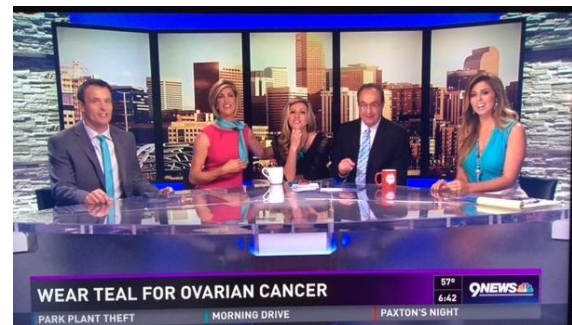 WEAR TEAL FOR OVARIAN CANCER
57°
6:42
9NEWS
PARK PLANT THEFT
MORNING DRIVE
PAXTON'S NIGHT